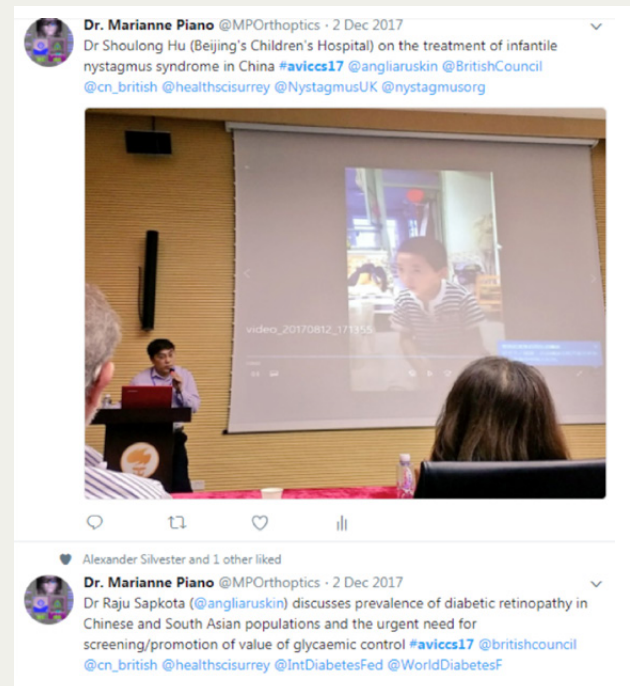 Dr. Marianne Piano @MPOrthoptics · 2 Dec 2017
Dr Shoulong Hu (Beijing's Children's Hospital) on the treatment of infantile
nystagmus syndrome in China #aviccs17 @angliaruskin @BritishCouncil
@cn_british @healthscisurrey @NystagmusUK @nystagmusorg
video_20170812_171355
Alexander Silvester and 1 other liked
Dr. Marianne Piano @MPOrthoptics · 2 Dec 2017
Dr Raju Sapkota (@angliaruskin) discusses prevalence of diabetic retinopathy in
Chinese and South Asian populations and the urgent need for
screening/promotion of value of glycaemic control #aviccs17 @britishcouncil
@cn_british @healthscisurrey @IntDiabetesFed @WorldDiabetesF